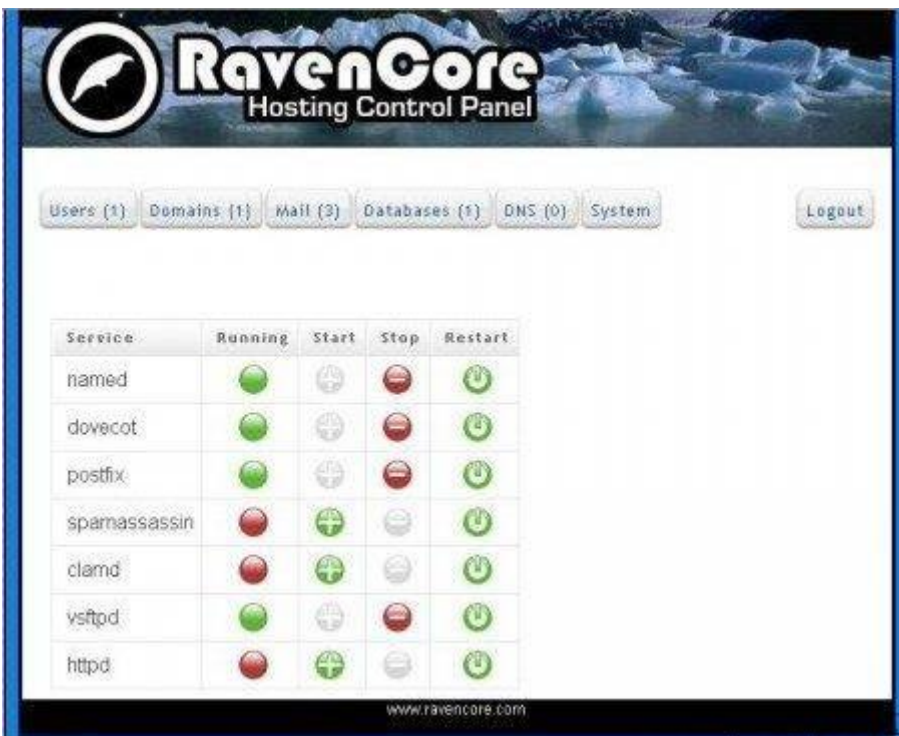 RavenCore
Hosting Control Panel
Users (1) Domains (1) Mail (3) Databases (1) DNS (0) System Logout
Service Running Start Stop Restart
named
dovecot
postfix
spamassassin
clamd
vsftpd
httpd
www.ravencore.com